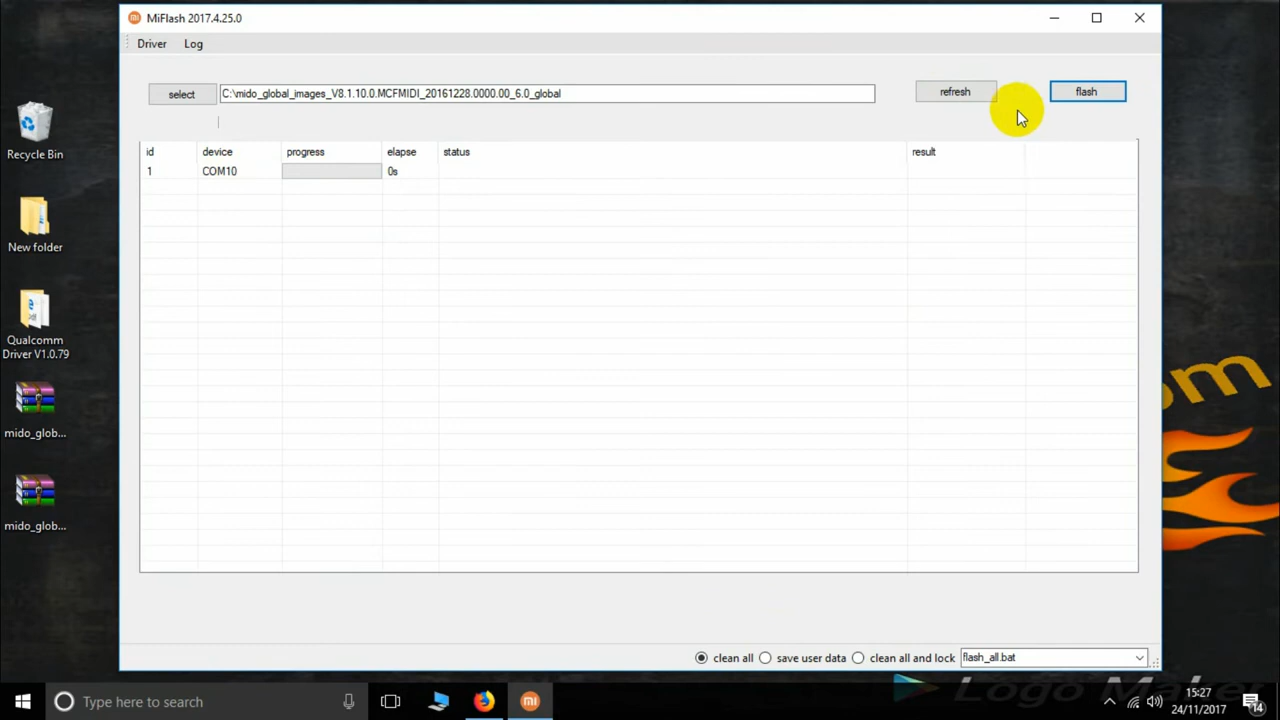 MiFlash 2017.4.25.0
Driver Log
select C:\mido_global_images_V8.1.10.0.MCFMIDI_20161228.0000.00_6.0_global refresh flash
id device progress elapse status result
1 COM10 0s
Recycle Bin
New folder
Qualcomm
Driver V1.0.79
mido_glob...
mido_glob...
om
clean all save user data clean all and lock flash_all.bat
Logo Maker
Type here to search
15:27
24/11/2017
14